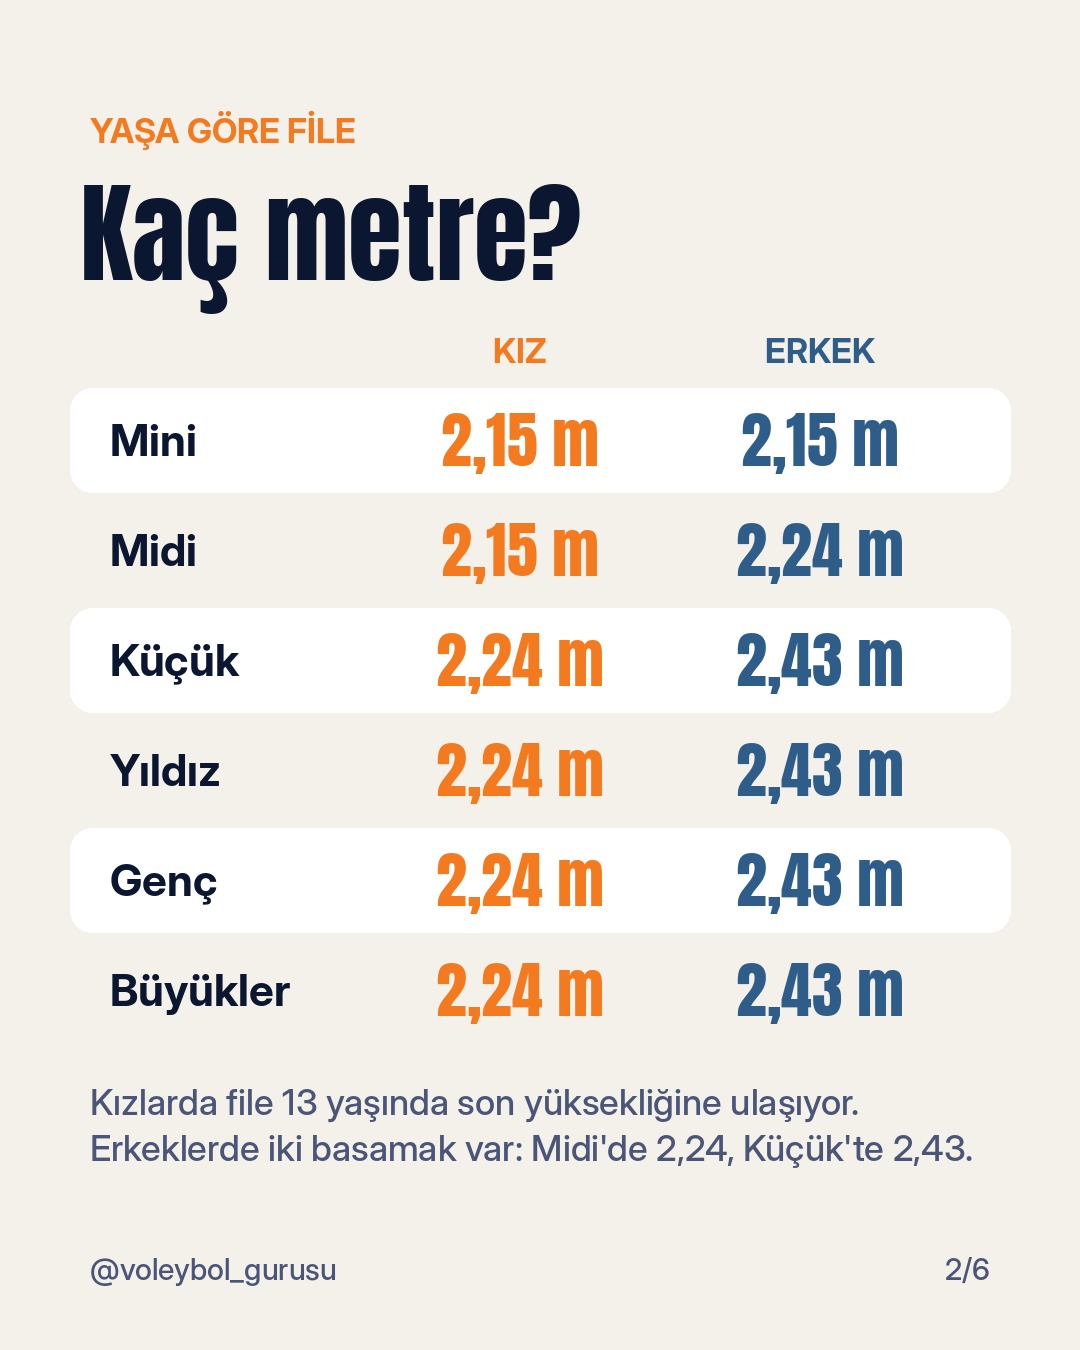 YAŞA GÖRE FİLE
Kaç metre?
KIZ ERKEK
Mini 2,15 m 2,15 m
Midi 2,15 m 2,24 m
Küçük 2,24 m 2,43 m
Yıldız 2,24 m 2,43 m
Genç 2,24 m 2,43 m
Büyükler 2,24 m 2,43 m
Kızlarda file 13 yaşında son yüksekliğine ulaşıyor.
Erkeklerde iki basamak var: Midi'de 2,24, Küçük'te 2,43.
@voleybol_gurusu 2/6